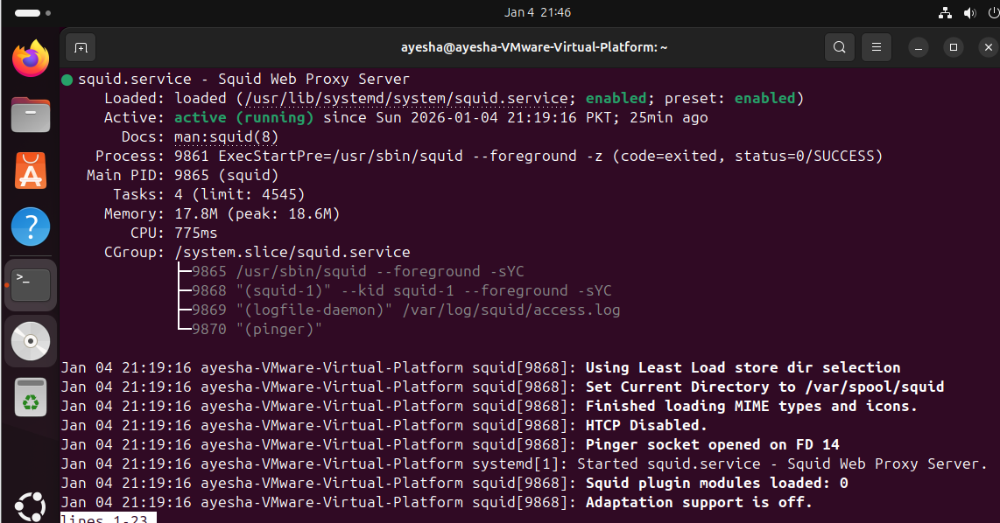 Jan 4 21:46
ayesha@ayesha-VMware-Virtual-Platform: ~
squid.service - Squid Web Proxy Server
Loaded: loaded (/usr/lib/systemd/system/squid.service; enabled; preset: enabled)
Active: active (running) since Sun 2026-01-04 21:19:16 PKT; 25min ago
Docs: man:squid(8)
Process: 9861 ExecStartPre=/usr/sbin/squid --foreground -z (code=exited, status=0/SUCCESS)
Main PID: 9865 (squid)
Tasks: 4 (limit: 4545)
Memory: 17.8M (peak: 18.6M)
CPU: 775ms
CGroup: /system.slice/squid.service
├─9865 /usr/sbin/squid --foreground -sYC
├─9868 "(squid-1)" --kid squid-1 --foreground -sYC
├─9869 "(logfile-daemon)" /var/log/squid/access.log
└─9870 "(pinger)"
Jan 04 21:19:16 ayesha-VMware-Virtual-Platform squid[9868]: Using Least Load store dir selection
Jan 04 21:19:16 ayesha-VMware-Virtual-Platform squid[9868]: Set Current Directory to /var/spool/squid
Jan 04 21:19:16 ayesha-VMware-Virtual-Platform squid[9868]: Finished loading MIME types and icons.
Jan 04 21:19:16 ayesha-VMware-Virtual-Platform squid[9868]: HTCP Disabled.
Jan 04 21:19:16 ayesha-VMware-Virtual-Platform squid[9868]: Pinger socket opened on FD 14
Jan 04 21:19:16 ayesha-VMware-Virtual-Platform systemd[1]: Started squid.service - Squid Web Proxy Server.
Jan 04 21:19:16 ayesha-VMware-Virtual-Platform squid[9868]: Squid plugin modules loaded: 0
Jan 04 21:19:16 ayesha-VMware-Virtual-Platform squid[9868]: Adaptation support is off.
lines 1-23